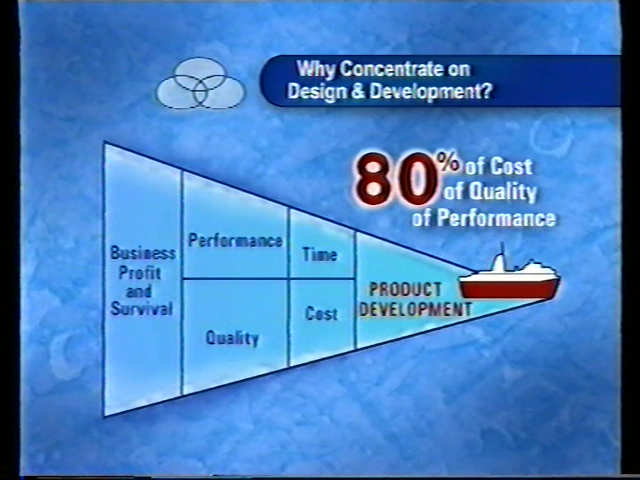 Why Concentrate on
Design & Development?
80% of Cost
of Quality
of Performance
Business
Profit
and
Survival
Performance
Quality
Time
Cost
PRODUCT
DEVELOPMENT